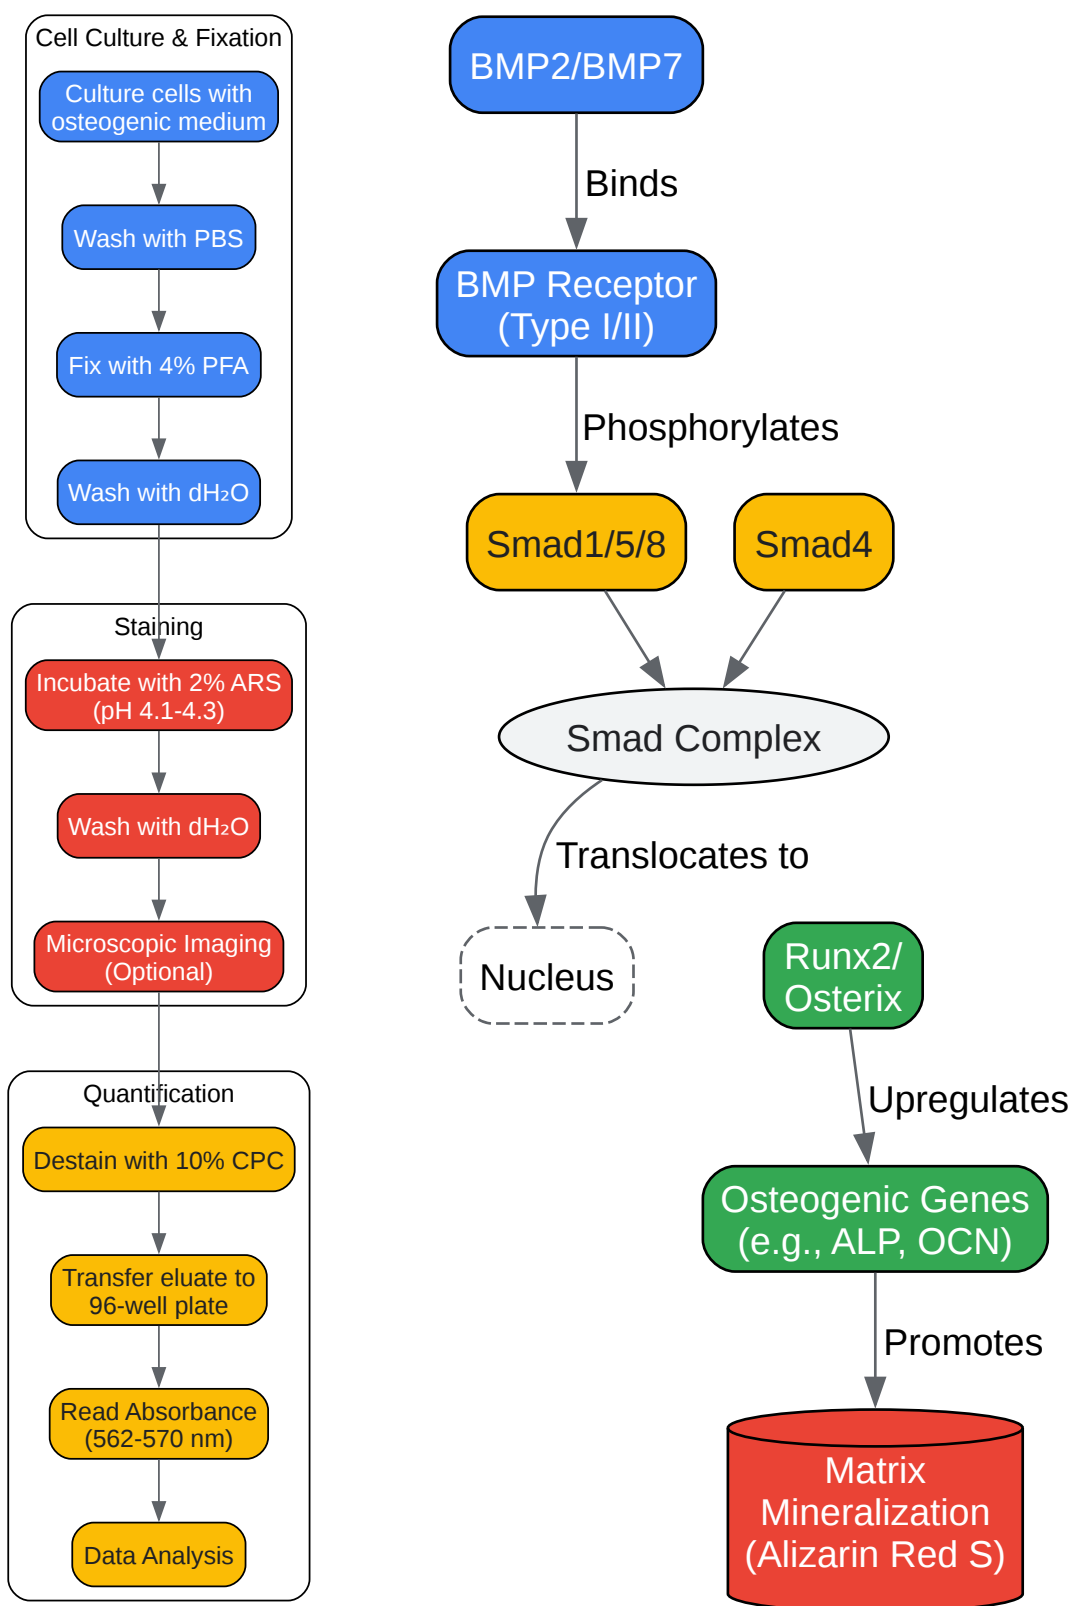 Cell Culture & Fixation
Culture cells with
osteogenic medium
Wash with PBS
Fix with 4% PFA
Wash with dH₂O
Staining
Incubate with 2% ARS
(pH 4.1-4.3)
Wash with dH₂O
Microscopic Imaging
(Optional)
Quantification
Destain with 10% CPC
Transfer eluate to
96-well plate
Read Absorbance
(562-570 nm)
Data Analysis
BMP2/BMP7
Binds
BMP Receptor
(Type I/II)
Phosphorylates
Smad1/5/8
Smad4
Smad Complex
Translocates to
Nucleus
Runx2/
Osterix
Upregulates
Osteogenic Genes
(e.g., ALP, OCN)
Promotes
Matrix
Mineralization
(Alizarin Red S)